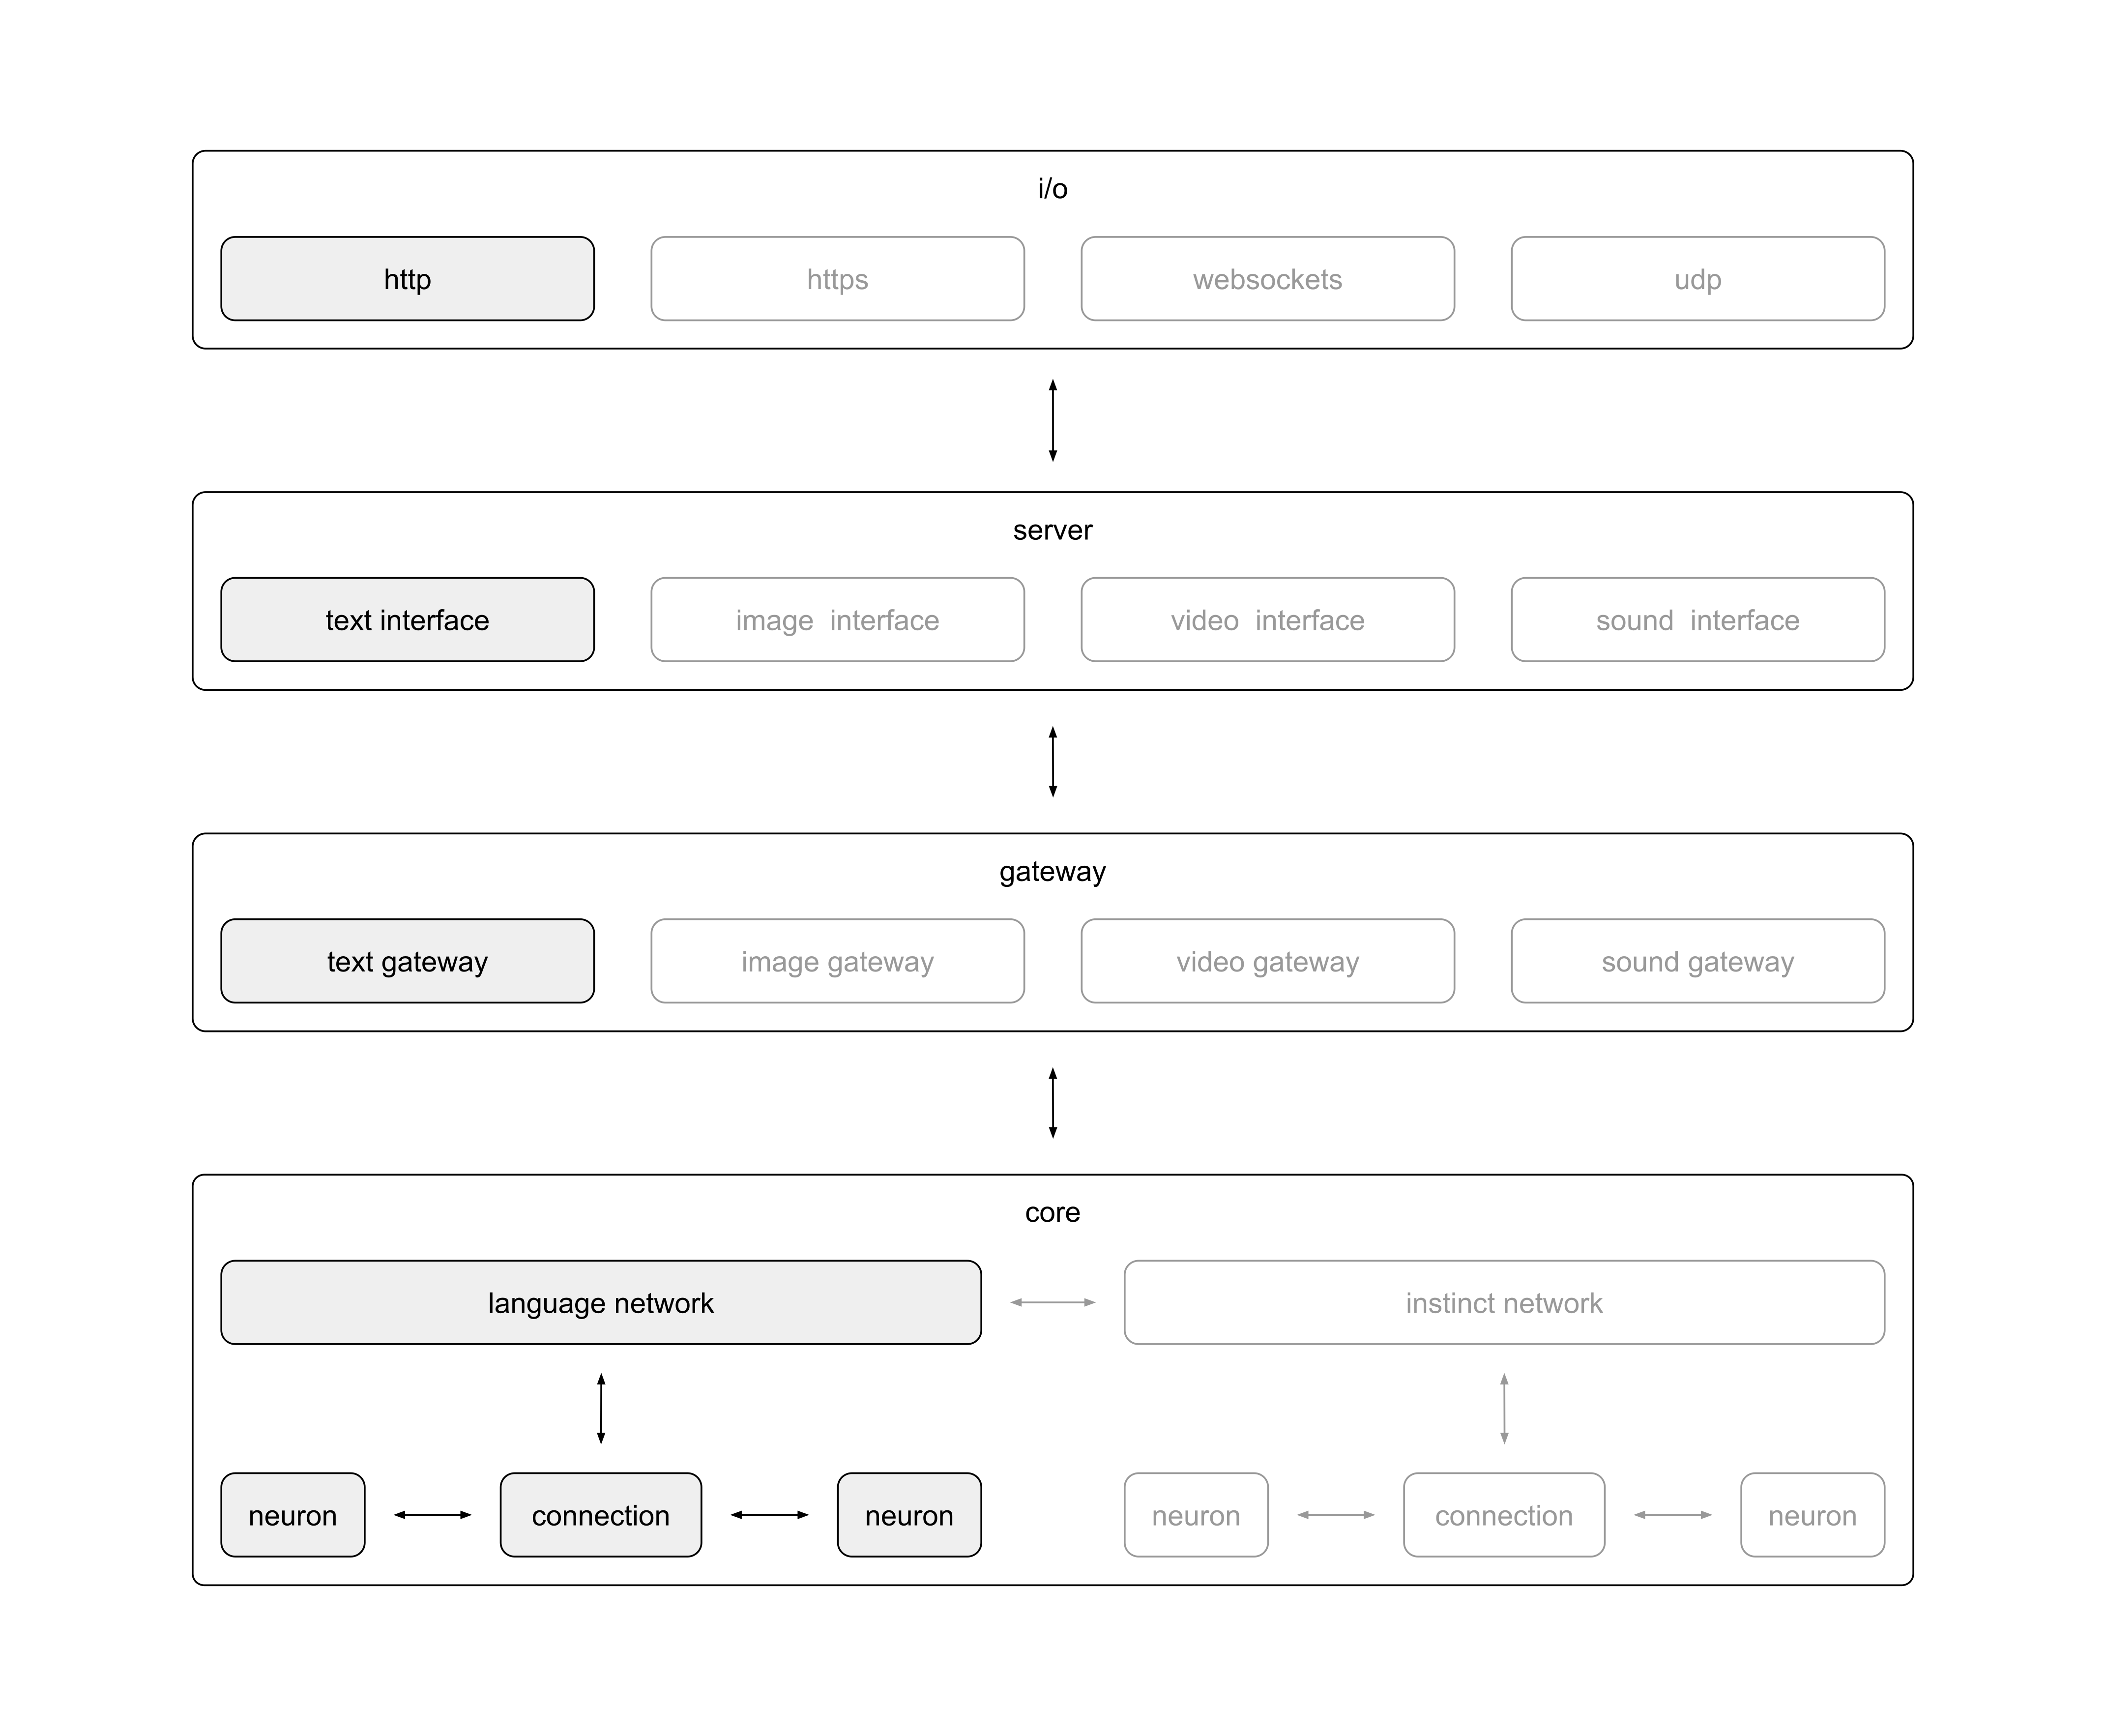 i/o
http
https
websockets
udp
server
text interface
image  interface
video  interface
sound  interface
gateway
text gateway
image gateway
video gateway
sound gateway
core
language network
instinct network
neuron
connection
neuron
neuron
connection
neuron